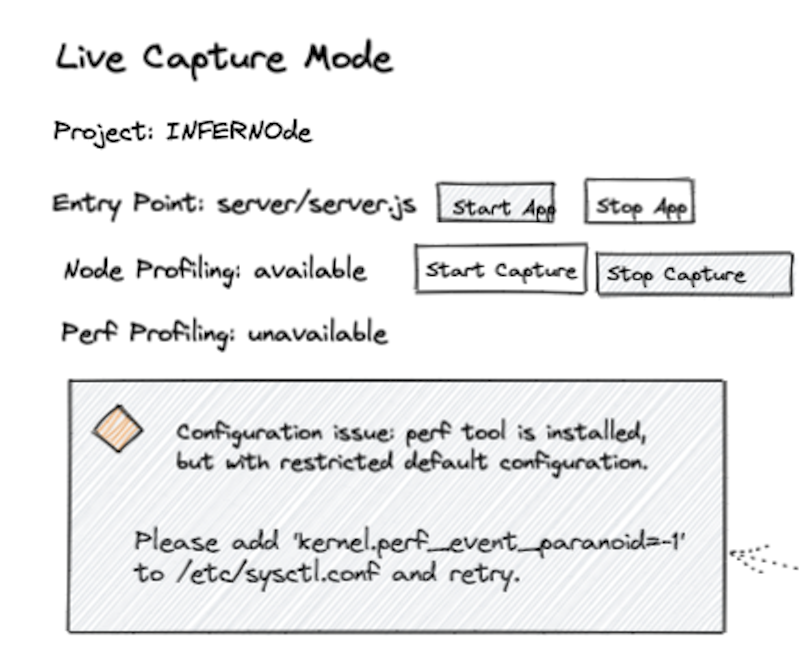 Live Capture Mode
Project: INFERNOde
Entry Point: server/server.js Start App Stop App
Node Profiling: available Start Capture Stop Capture
Perf Profiling: unavailable
Configuration issue: perf tool is installed,
but with restricted default configuration.
Please add 'kernel.perf_event_paranoid=-1'
to /etc/sysctl.conf and retry.